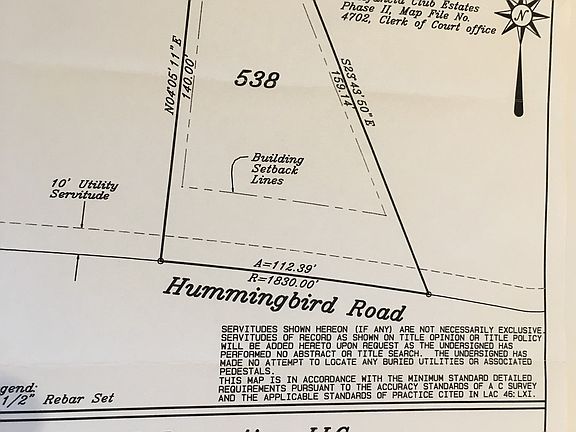 Club Estates
Phase II, Map File No.
4702, Clerk of Court office
N
N04°05'11"E
140.00'
538
S23°43'50"E
159.14'
Building
Setback
Lines
10' Utility
Servitude
A=112.39'
R=1830.00'
Hummingbird Road
SERVITUDES SHOWN HEREON (IF ANY) ARE NOT NECESSARILY EXCLUSIVE.
SERVITUDES OF RECORD AS SHOWN ON TITLE OPINION OR TITLE POLICY
WILL BE ADDED HERETO UPON REQUEST AS THE UNDERSIGNED HAS
PERFORMED NO ABSTRACT OR TITLE SEARCH. THE UNDERSIGNED HAS
MADE NO ATTEMPT TO LOCATE ANY BURIED UTILITIES OR ASSOCIATED
PEDESTALS.
THIS MAP IS IN ACCORDANCE WITH THE MINIMUM STANDARD DETAILED
REQUIREMENTS PURSUANT TO THE ACCURACY STANDARDS OF A C SURVEY
AND THE APPLICABLE STANDARDS OF PRACTICE CITED IN LAC 46:LXI.
gend:
1/2" Rebar Set